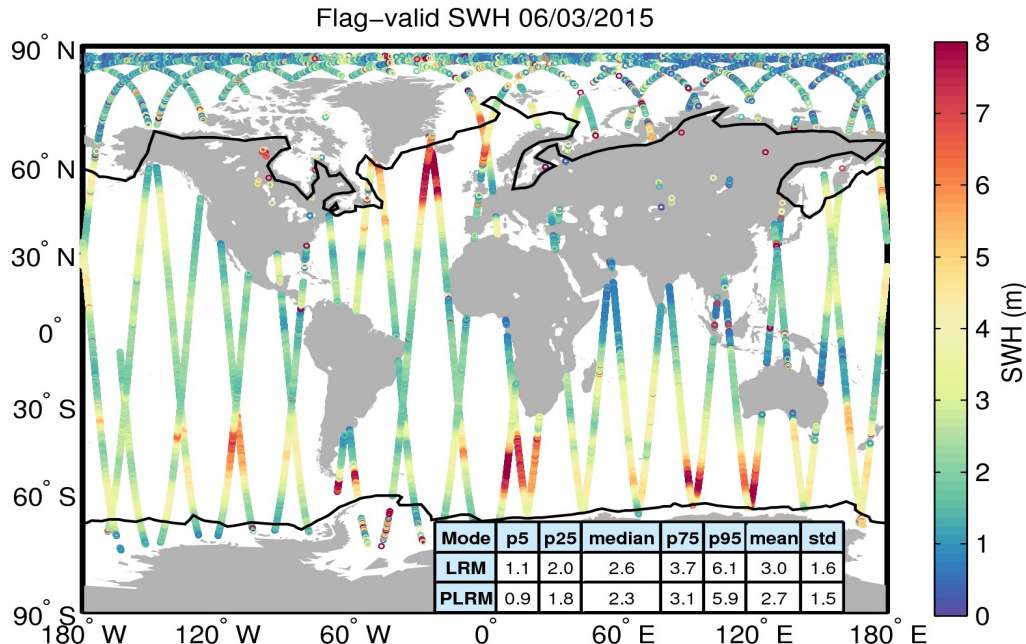 Flag−valid SWH 06/03/2015
90° N
60° N
30° N
0°
30° S
60° S
90° S
180° W 120° W 60° W 0° 60° E 120° E 180° E
Mode p5 p25 median p75 p95 mean std
LRM 1.1 2.0 2.6 3.7 6.1 3.0 1.6
PLRM 0.9 1.8 2.3 3.1 5.9 2.7 1.5
8
7
6
5
4
3
2
1
0
SWH (m)